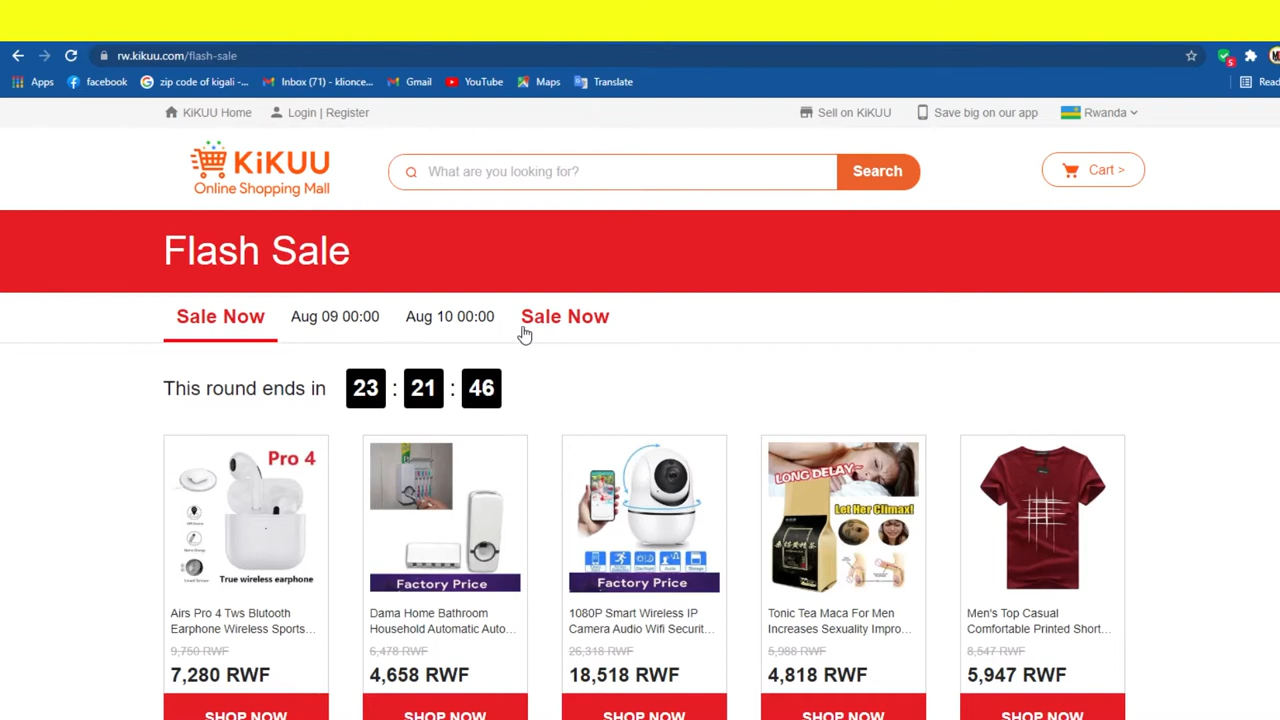 rw.kikuu.com/flash-sale
5
Apps
facebook
zip code of kigali -...
Inbox (71) - klionce...
Gmail
YouTube
Maps
Translate
Read
KiKUU Home
Login | Register
Sell on KiKUU
Save big on our app
Rwanda
KiKUU
Online Shopping Mall
What are you looking for?
Search
Cart >
Flash Sale
Sale Now
Aug 09 00:00
Aug 10 00:00
Sale Now
This round ends in
23 : 21 : 46
Pro 4
True wireless earphone
Airs Pro 4 Tws Blutooth
Earphone Wireless Sports...
9,750 RWF
7,280 RWF
SHOP NOW
Factory Price
Dama Home Bathroom
Household Automatic Auto...
6,478 RWF
4,658 RWF
SHOP NOW
Factory Price
1080P Smart Wireless IP
Camera Audio Wifi Securit...
26,318 RWF
18,518 RWF
SHOP NOW
LONG DELAY~
Let Her Climax!
Tonic Tea Maca For Men
Increases Sexuality Impro...
5,988 RWF
4,818 RWF
SHOP NOW
Men's Top Casual
Comfortable Printed Short...
8,547 RWF
5,947 RWF
SHOP NOW